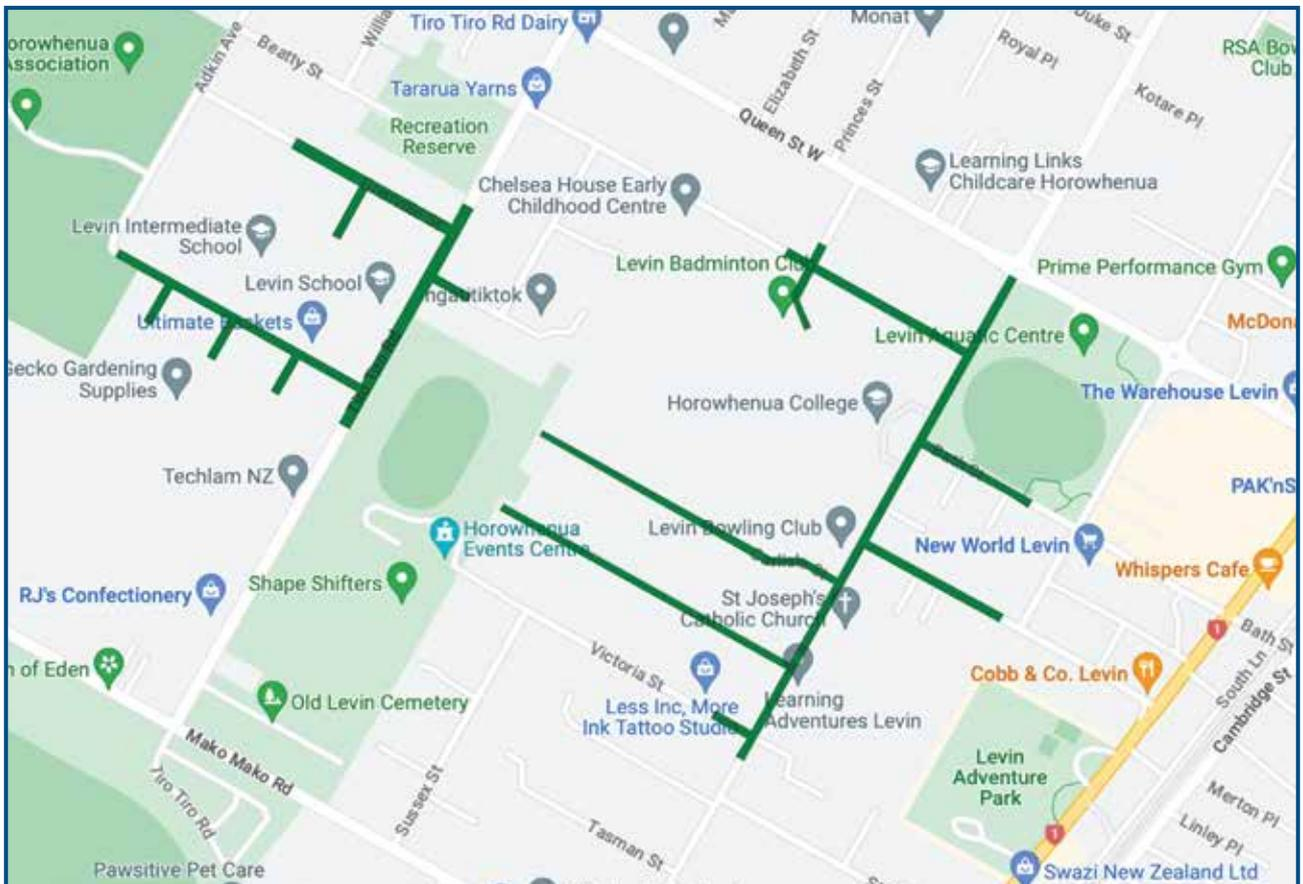 Tiro Tiro Rd Dairy
Monat
Duke St
orowhenua
Association
Adkin Ave
Beatty St
Willia
Royal Pl
RSA Bow
Club
Tararua Yarns
Elizabeth St
Princes St
Kotare Pl
Recreation
Reserve
Queen St W
Learning Links
Childcare Horowhenua
Chelsea House Early
Childhood Centre
Levin Intermediate
School
Levin School
Levin Badminton Club
Prime Performance Gym
ngautiktok
Ultimate Baskets
McDona
Levin Aquatic Centre
Gecko Gardening
Supplies
The Warehouse Levin
Horowhenua College
Techlam NZ
PAK'nS
Horowhenua
Events Centre
Levin Bowling Club
New World Levin
Whispers Cafe
Shape Shifters
RJ's Confectionery
St Joseph's
Catholic Church
1
Bath St
South Ln
Cambridge St
n of Eden
Victoria St
Cobb & Co. Levin
Less Inc, More
Ink Tattoo Studio
Learning
Adventures Levin
Old Levin Cemetery
Mako Mako Rd
Levin
Adventure
Park
Tiro Tiro Rd
Sussex St
Tasman St
Merton Pl
Linley Pl
1
Pawsitive Pet Care
Swazi New Zealand Ltd